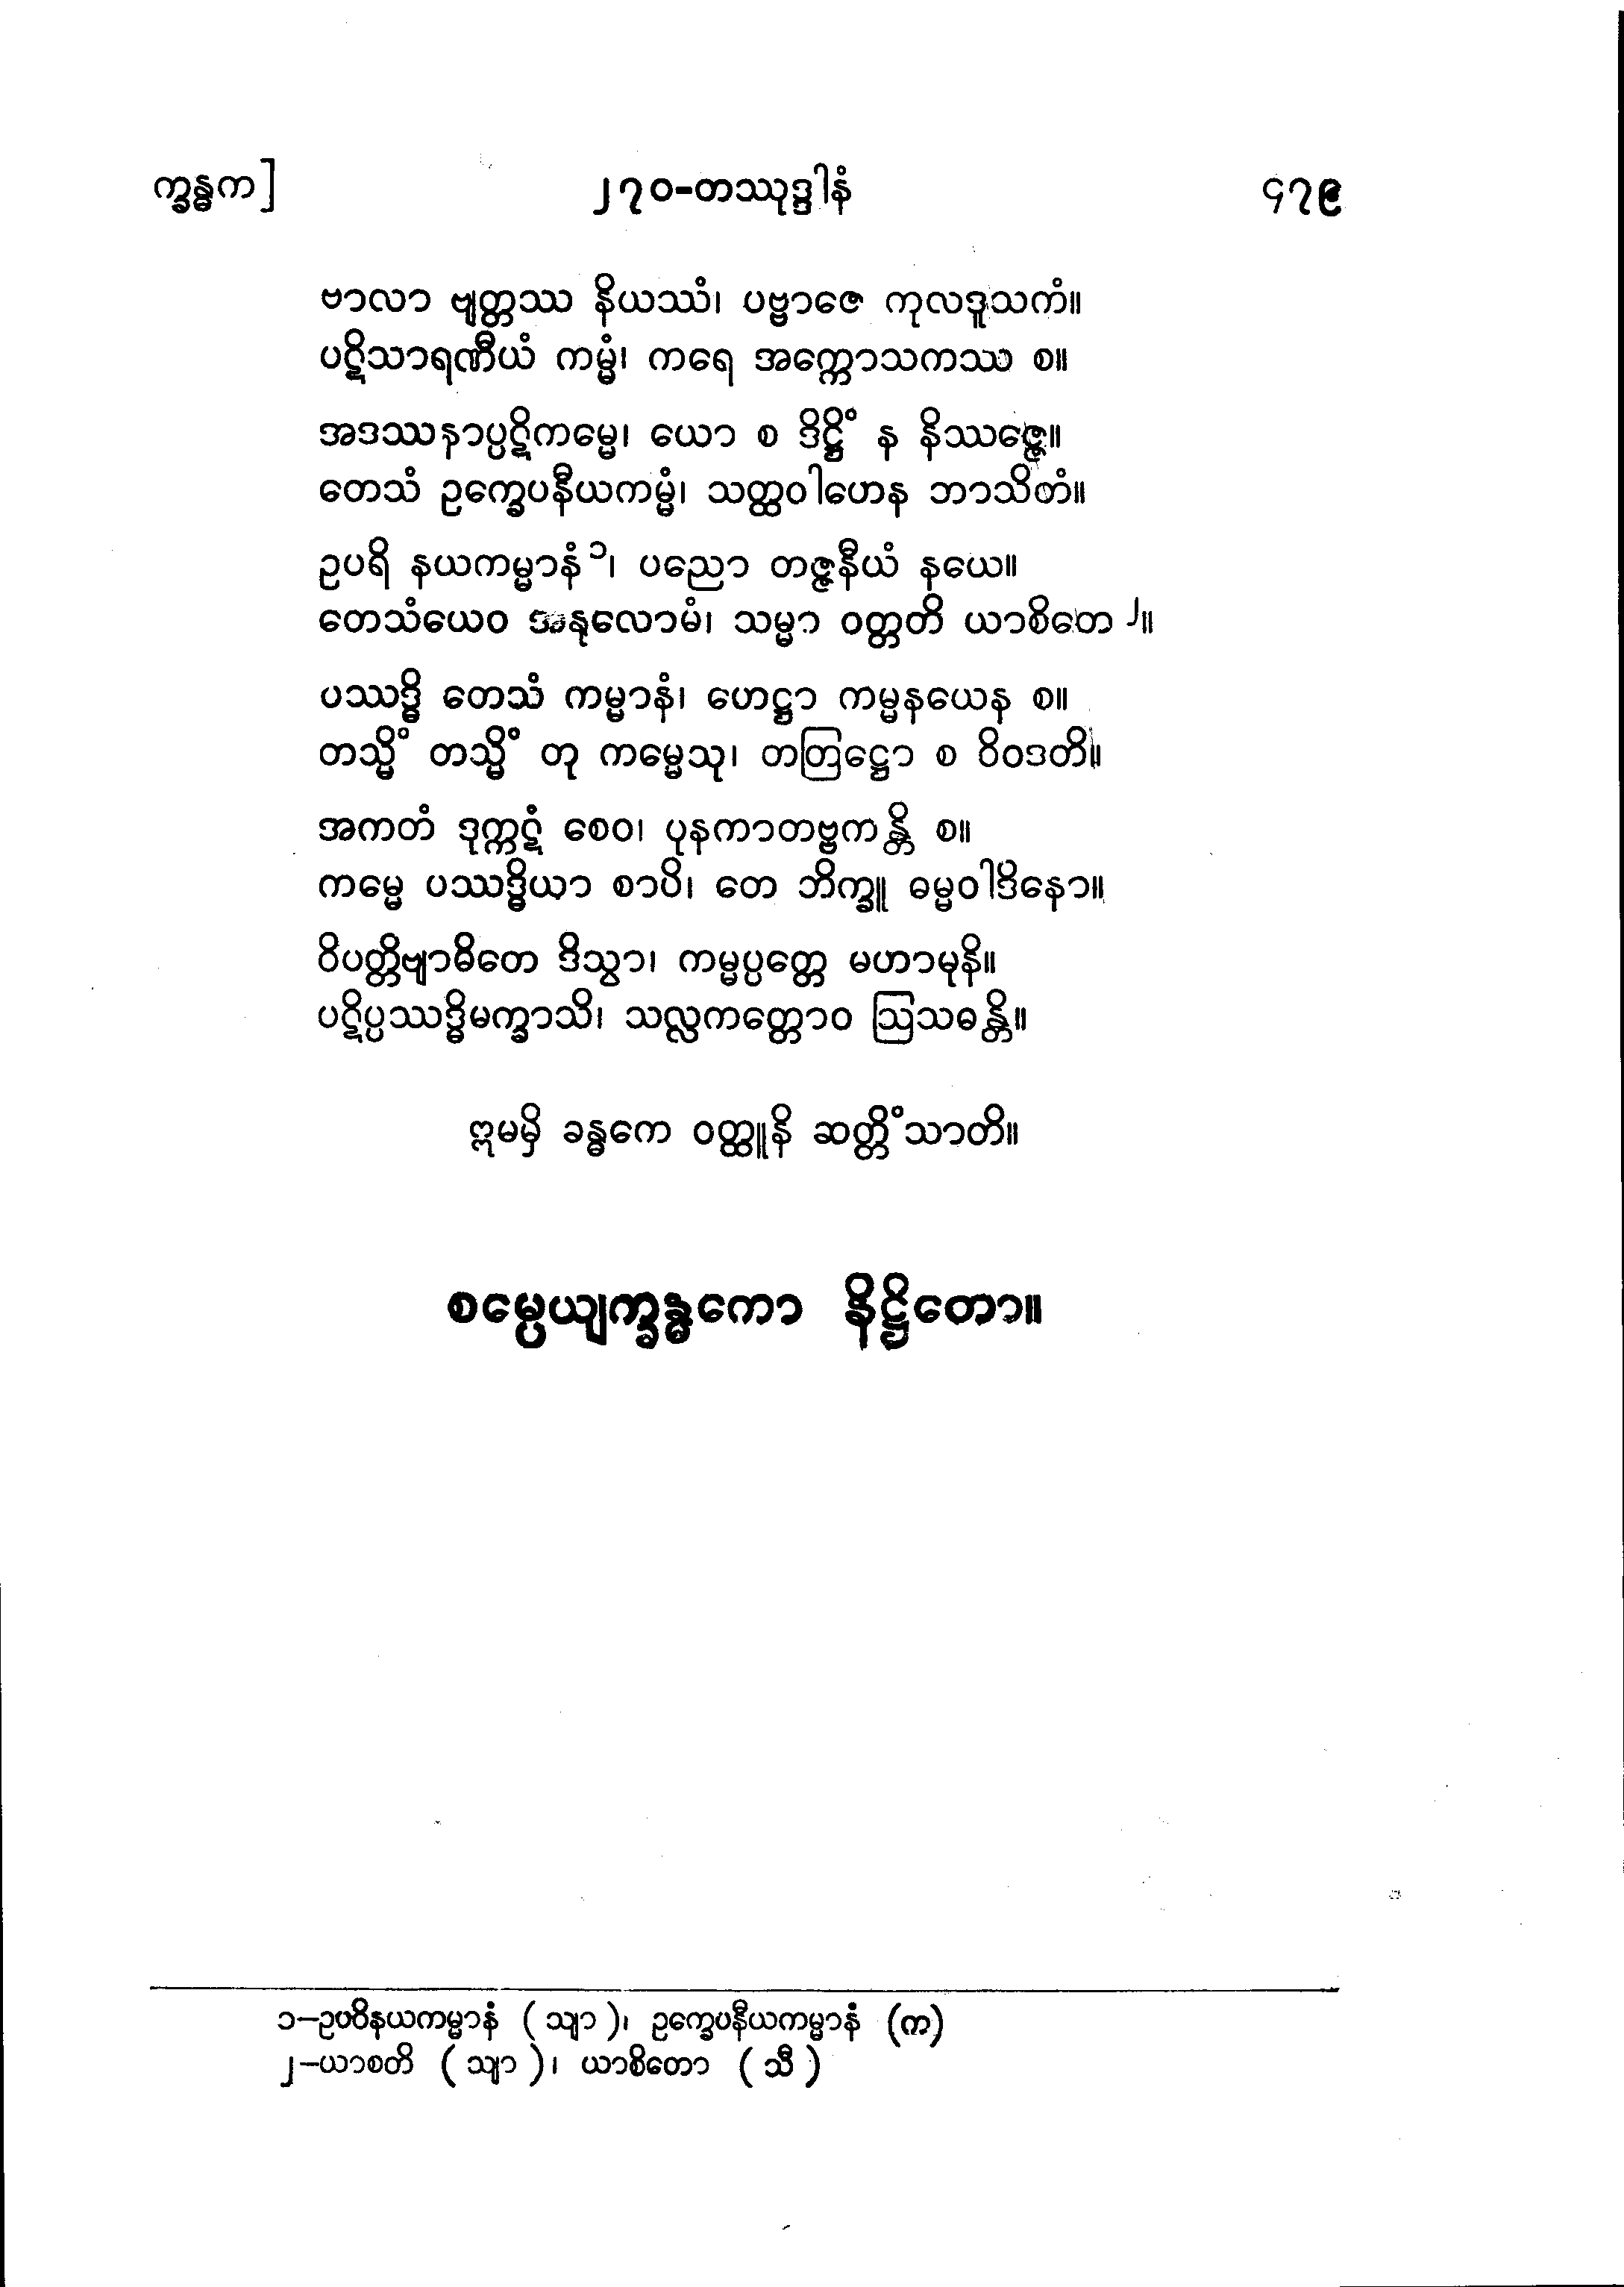 က္ခန္ဓက]
၂၇၀-တဿုဒ္ဒါနံ
၄၇၉
ဗာလာ ဗျတ္တဿ နိယဿံ၊ ပဗ္ဗာဇေ ကုလဒူသကံ။
ပဋိသာရဏီယံ ကမ္မံ၊ ကရေ အက္ကောသကဿ စ။
အဒဿနာပ္ပဋိကမ္မေ၊ ယော စ ဒိဋ္ဌိံ န နိဿဇ္ဇေ။
တေသံ ဥက္ခေပနီယကမ္မံ၊ သတ္ထဝါဟေန ဘာသိတံ။
ဥပရိ နယကမ္မာနံ ၁၊ ပညော တဇ္ဇနီယံ နယေ။
တေသံယေဝ အနုလောမံ၊ သမ္မာ ဝတ္တတိ ယာစိတေ ၂။
ပဿဒ္ဓိ တေသံ ကမ္မာနံ၊ ဟေဋ္ဌာ ကမ္မနယေန စ။
တသ္မိံ တသ္မိံ တု ကမ္မေသု၊ တတြဋ္ဌော စ ဝိဝဒတိ။
အကတံ ဒုက္ကဋံ စေဝ၊ ပုနကာတဗ္ဗကန္တိ စ။
ကမ္မေ ပဿဒ္ဓိယာ စာပိ၊ တေ ဘိက္ခူ ဓမ္မဝါဒိနော။
ဝိပတ္တိဗျာဓိတေ ဒိသွာ၊ ကမ္မပ္ပတ္တေ မဟာမုနိ။
ပဋိပ္ပဿဒ္ဓိမက္ခာသိ၊ သလ္လကတ္တောဝ ဩသဓန္တိ။
ဣမမှိ ခန္ဓကေ ဝတ္ထူနိ ဆတ္တိံသာတိ။
စမ္ပေယျက္ခန္ဓကော နိဋ္ဌိတော။
၁–ဥပဝိနယကမ္မာနံ (သျာ)၊ ဥက္ခေပနီယကမ္မာနံ (က)
၂–ယာစတိ (သျာ)၊ ယာစိတော (သီ)